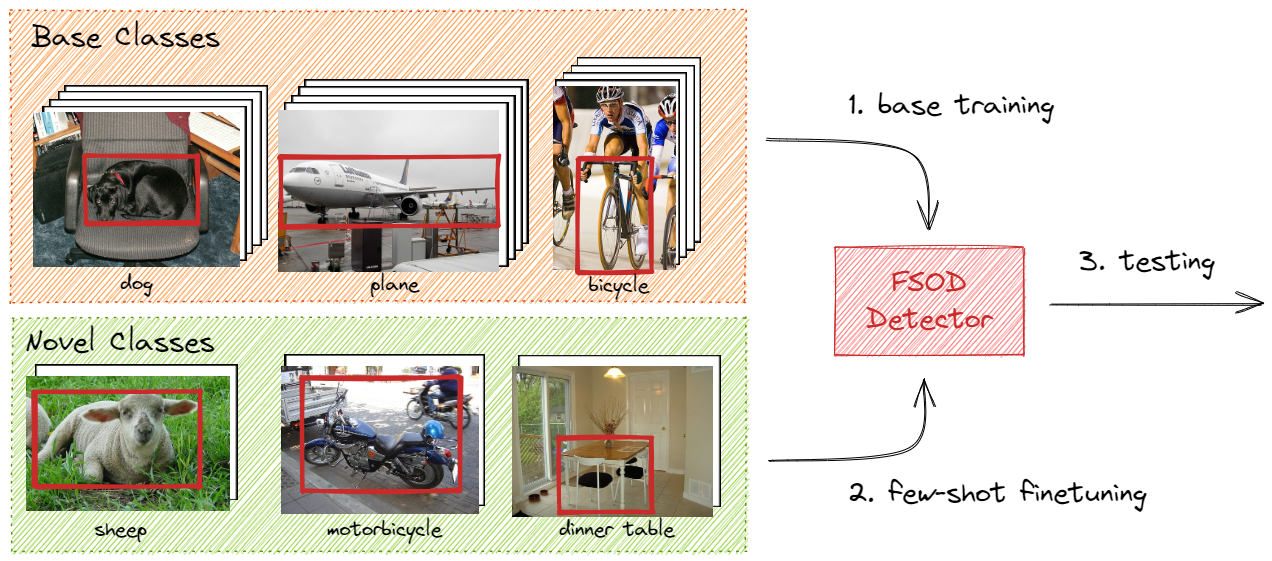 Base Classes
dog
plane
bicycle
Novel Classes
sheep
motorbicycle
dinner table
1. base training
FSOD
Detector
3. testing
2. few-shot finetuning